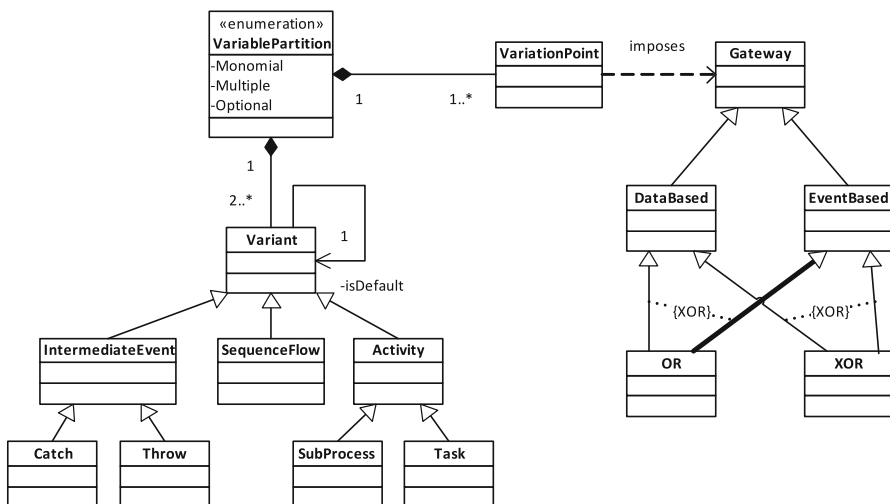 «enumeration»
VariablePartition
-Monomial
-Multiple
-Optional
1
1..*
VariationPoint
imposes
Gateway
1
2..*
DataBased
EventBased
Variant
1
-isDefault
{XOR}
{XOR}
IntermediateEvent
SequenceFlow
Activity
OR
XOR
Catch
Throw
SubProcess
Task